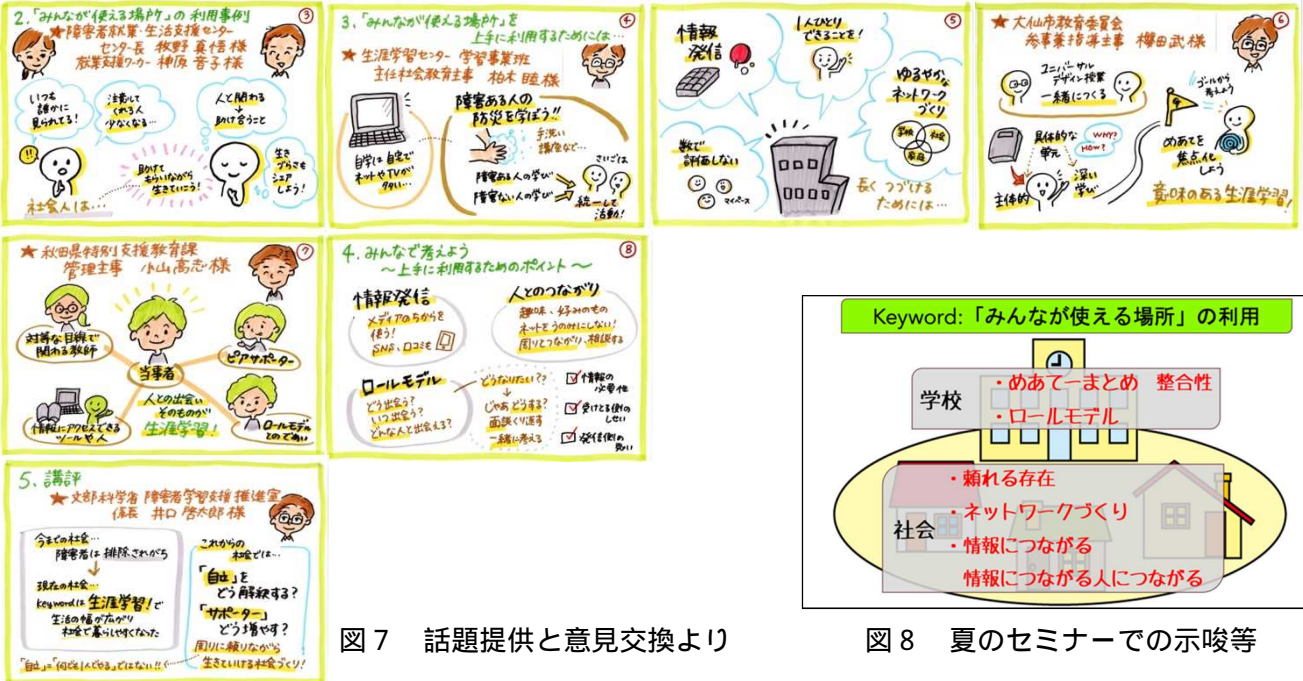 2.「みんなが使える場所」の利用事例 ③
★障害者就業・生活支援センター
センター長 牧野 真悟様
就業支援ワーカー 神原 音子様
いつも
誰かに
見られてる!
注意して
くれる人
少なくなる…
人と関わる
↓
助け合うこと
!!
助けて
もらいながら
生きていこう!
生き
づらさも
シェア
しよう!
社会人は…
3.「みんなが使える場所」を ④
上手に利用するためには…
★生涯学習センター 学習事業班
主任社会教育主事 柏木 睦様
自学は自宅で
ネットやTVが
多い…
障害ある人の
防災を学ぼう!!
手洗い
講座など…
障害ある人の学び
障害ない人の学び
さいごは
統一して
活動!
⑤
情報
発信
1人ひとり
できることを!
ゆるやかな
ネットワーク
づくり
学校 社会
家庭
数で
評価しない
マイペース
長くつづける
ためには…
★大仙市教育委員会 ⑥
参事兼指導主事 櫻田 武様
ユニバーサル
デザイン授業
一緒につくる
ゴールから
考えよう
具体的な
単元
WHY?
HOW?
主体的
深い
学び
めあてを
焦点化
しよう
意味のある生涯学習!
★秋田県特別支援教育課 ⑦
管理主事 小山 高志様
対等な目線で
関わる教師
当事者
ピアサポーター
人との出会い
そのものが
生涯学習!
情報にアクセスできる
ツールや人
ロールモデル
とのであい
4.みんなで考えよう ⑧
~上手に利用するためのポイント~
情報発信
メディアのちからを
使う!
SNS、口コミも
人とのつながり
趣味、好みのもの
ネットをうのみにしない!
周りとつながり、相談する
ロールモデル
どう出会う?
いつ出会う?
どんな人と出会える?
どうなりたい??
↓
じゃあどうする?
面談くり返す
一緒に考える
☑情報の
必要性
☑受けとる側の
しせい
☑発信側の
5.講評
★文部科学省 障害者学習支援推進室
係長 井口 啓太郎様
今までの社会…
障害者は排除されがち
↓
現在の社会…
keywordは生涯学習!で
生活の幅が広がり
社会で暮らしやすくなった
これからの
社会では…
「自立」を
どう解釈する?
「サポーター」
どう増やす?
周りに頼りながら
生きていける社会づくり!
「自立」=「何でも1人でやる」ではない!!
Keyword:「みんなが使える場所」の利用
学校
・めあてーまとめ 整合性
・ロールモデル
社会
・頼れる存在
・ネットワークづくり
・情報につながる
情報につながる人につながる
図7 話題提供と意見交換より
図8 夏のセミナーでの示唆等